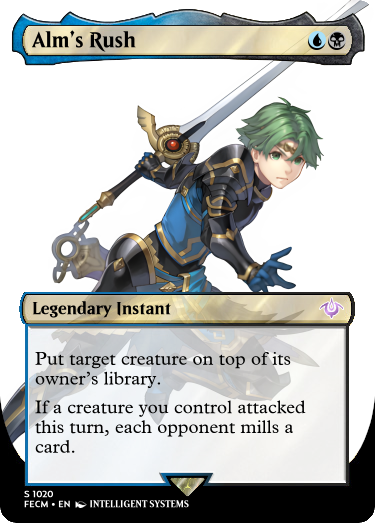 Alm's Rush
Legendary Instant
Put target creature on top of its
owner's library.
If a creature you control attacked
this turn, each opponent mills a
card.
S 1020
FECM • EN INTELLIGENT SYSTEMS